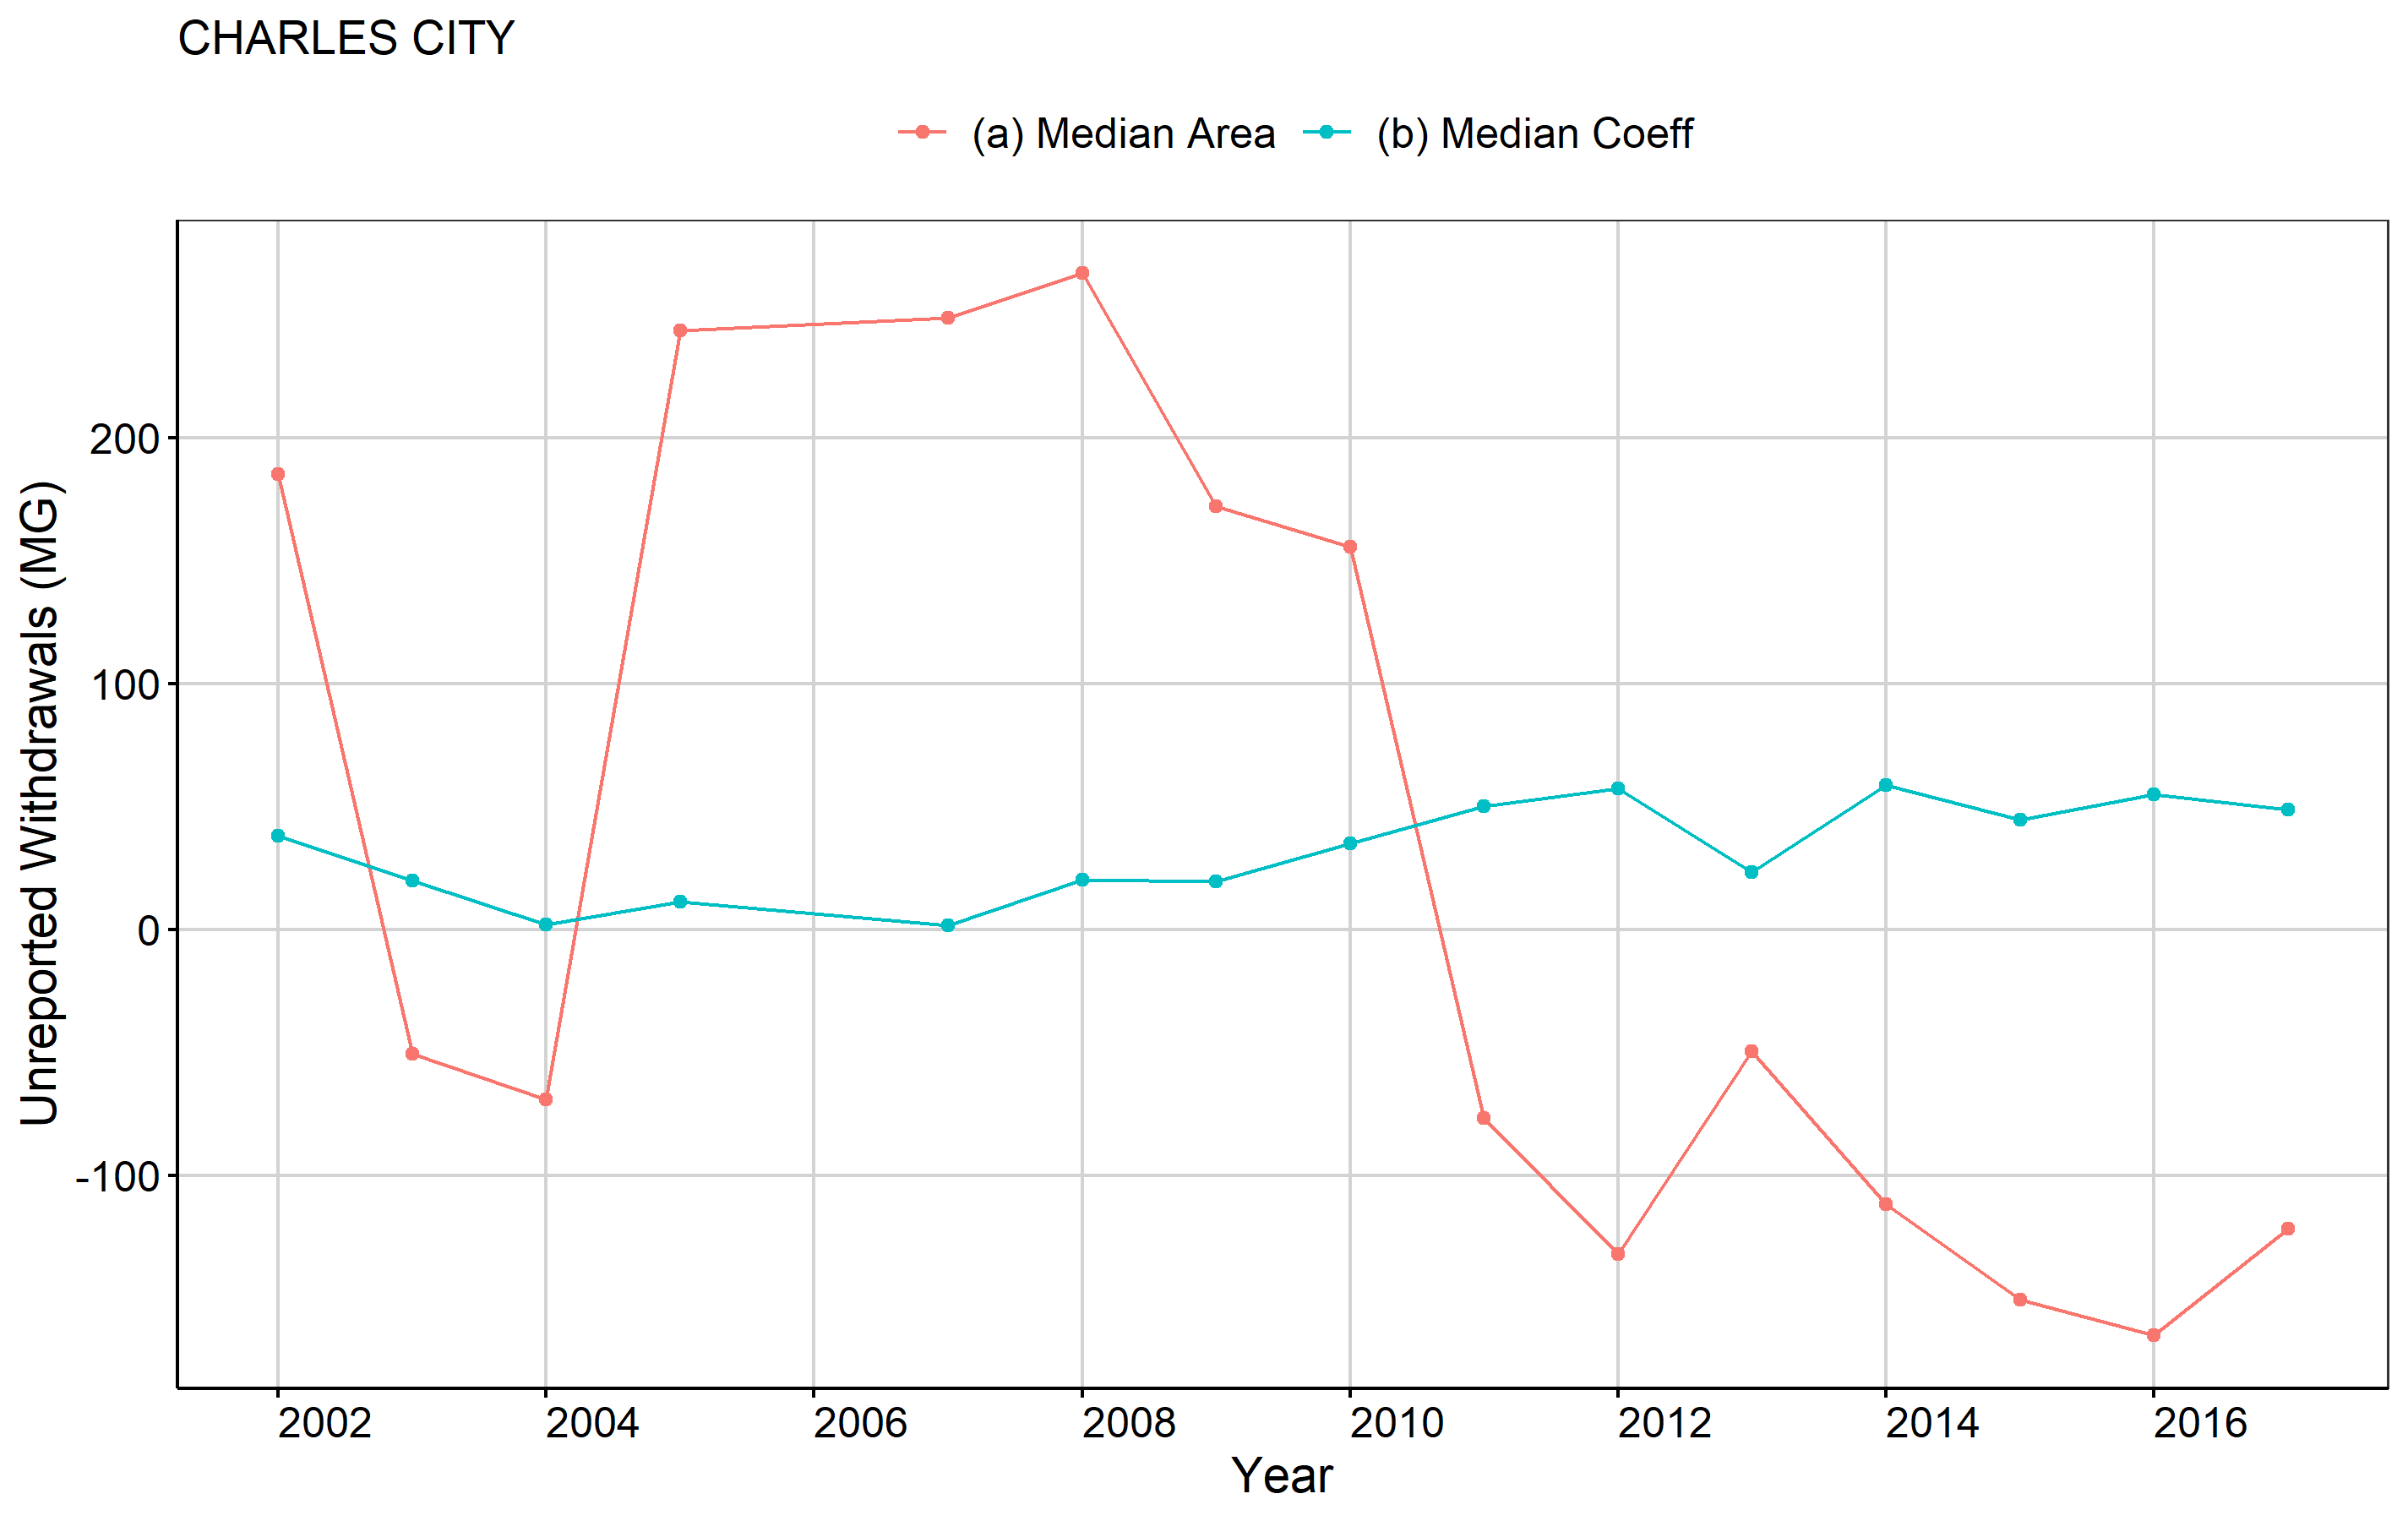 CHARLES CITY
(a) Median Area (b) Median Coeff
Unreported Withdrawals (MG)
200
100
0
-100
2002 2004 2006 2008 2010 2012 2014 2016
Year